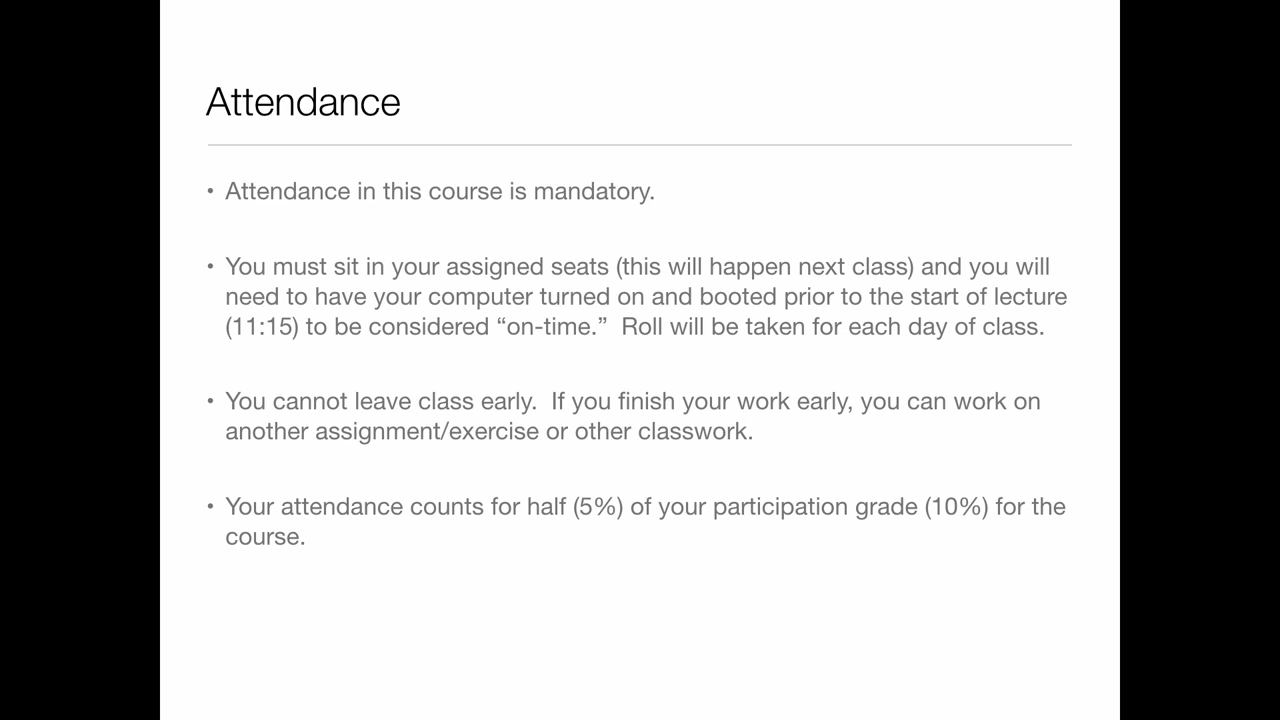 Attendance
• Attendance in this course is mandatory.
• You must sit in your assigned seats (this will happen next class) and you will
need to have your computer turned on and booted prior to the start of lecture
(11:15) to be considered “on-time.”  Roll will be taken for each day of class.
• You cannot leave class early.  If you finish your work early, you can work on
another assignment/exercise or other classwork.
• Your attendance counts for half (5%) of your participation grade (10%) for the
course.